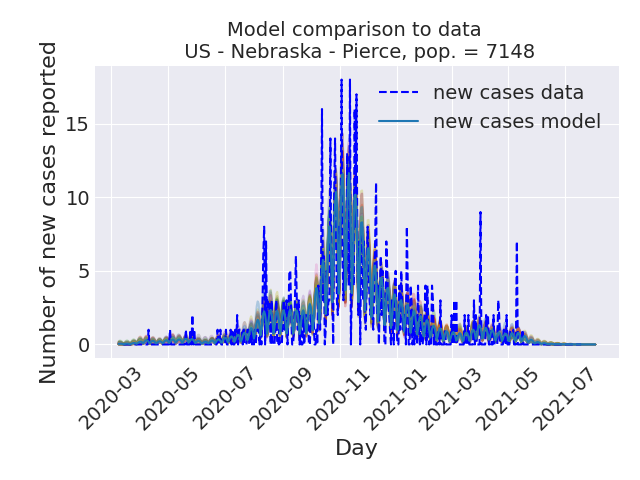 Model comparison to data
US - Nebraska - Pierce, pop. = 7148
Number of new cases reported
15
10
5
0
new cases data
new cases model
2020-03
2020-05
2020-07
2020-09
2020-11
2021-01
2021-03
2021-05
2021-07
Day